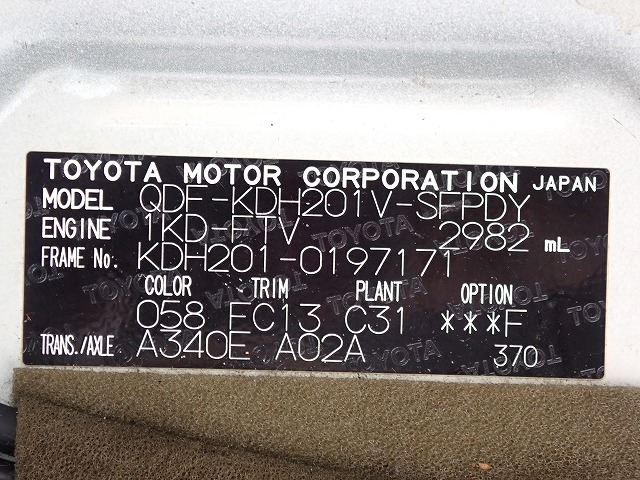 TOYOTA MOTOR CORPORATION JAPAN
MODEL QDF-KDH201V-SFPDY
ENGINE 1KD-FTV 2982 mL
FRAME No. KDH201-0197171
COLOR TRIM PLANT OPTION
058 FC13 C31 ***F
TRANS./AXLE A340E A02A 370